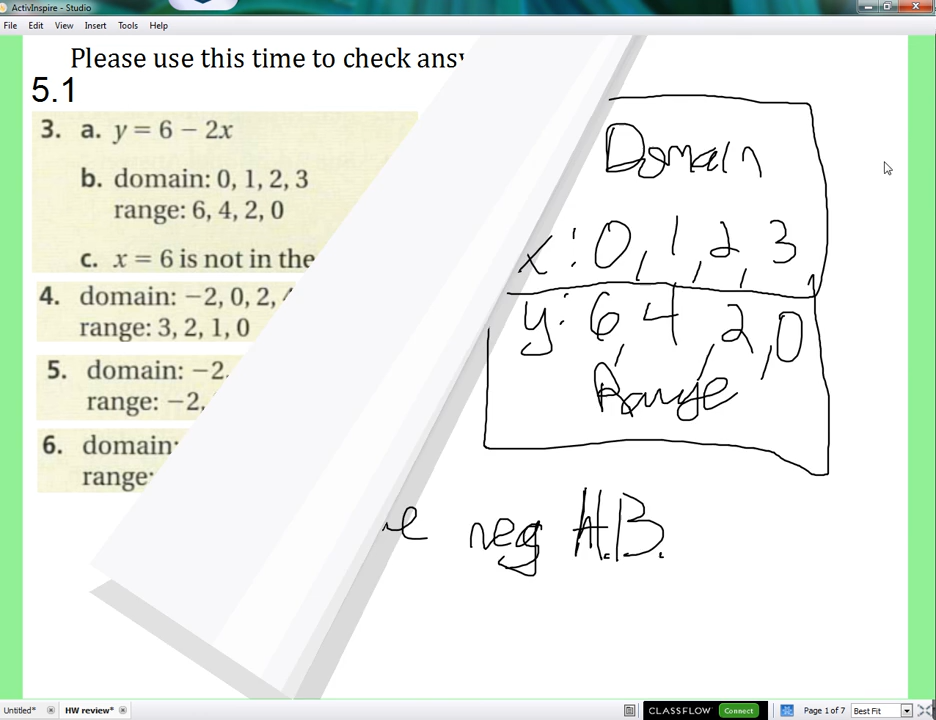 ActivInspire - Studio
File Edit View Insert Tools Help
Please use this time to check answ
5.1
3. a. y = 6 − 2x
b. domain: 0, 1, 2, 3
range: 6, 4, 2, 0
c. x = 6 is not in the
4. domain: −2, 0, 2,
range: 3, 2, 1, 0
5. domain: −2
range: −2,
6. domain:
range:
Domain
x: 0, 1, 2, 3,
y: 6, 4, 2, 0
Range
neg A.B.
Untitled* HW review* CLASSFLOW Connect Page 1 of 7 Best Fit